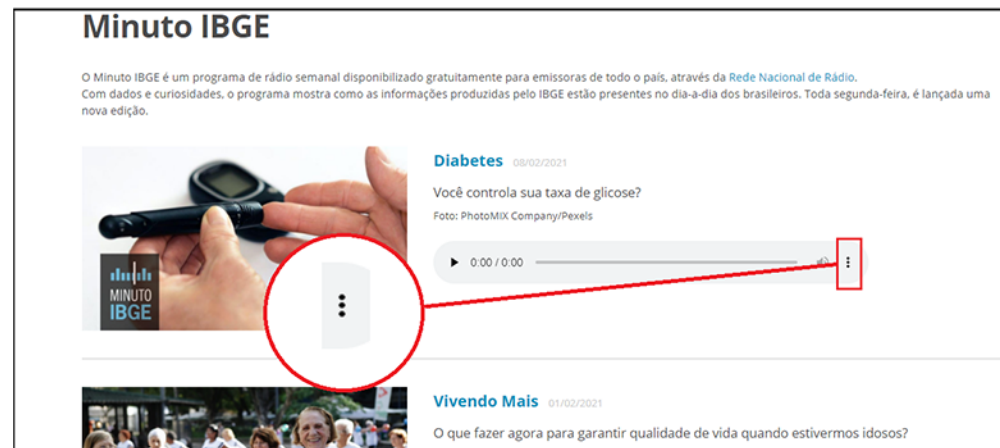 Minuto IBGE
O Minuto IBGE é um programa de rádio semanal disponibilizado gratuitamente para emissoras de todo o país, através da Rede Nacional de Rádio.
Com dados e curiosidades, o programa mostra como as informações produzidas pelo IBGE estão presentes no dia-a-dia dos brasileiros. Toda segunda-feira, é lançada uma
nova edição.
Diabetes 08/02/2021
Você controla sua taxa de glicose?
Foto: PhotoMIX Company/Pexels
0:00 / 0:00
MINUTO
IBGE
Vivendo Mais 01/02/2021
O que fazer agora para garantir qualidade de vida quando estivermos idosos?